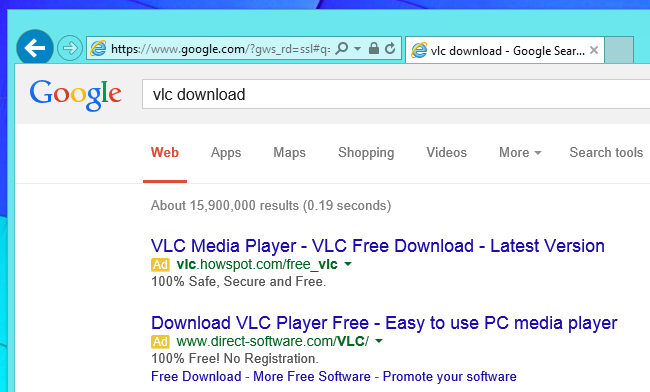 https://www.google.com/?gws_rd=ssl#q=
vlc download - Google Sear...
Google
vlc download
Web Apps Maps Shopping Videos More Search tools
About 15,900,000 results (0.19 seconds)
VLC Media Player - VLC Free Download - Latest Version
Ad vlc.howspot.com/free_vlc
100% Safe, Secure and Free.
Download VLC Player Free - Easy to use PC media player
Ad www.direct-software.com/VLC/
100% Free! No Registration.
Free Download - More Free Software - Promote your software